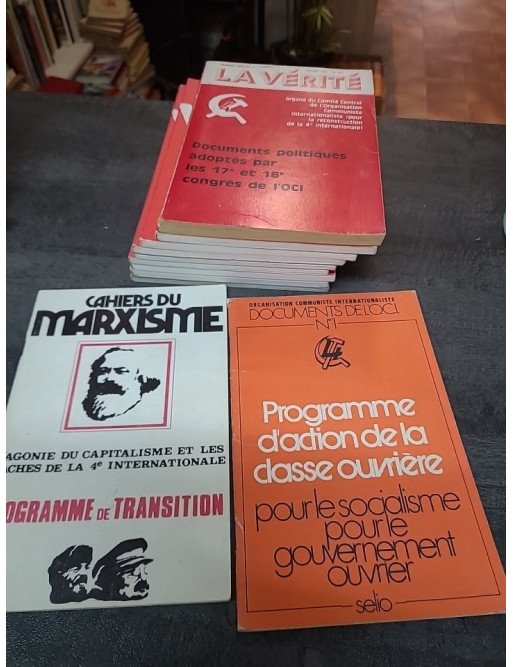 LA VÉRITÉ
organe du Comité Central
de l'Organisation
Communiste
Internationaliste (pour
la reconstruction
de la 4e Internationale)
Documents politiques
adoptés par
les 17e et 18e
congrès de l'OCI
CAHIERS DU
MARXISME
AGONIE DU CAPITALISME ET LES
CHES DE LA 4e INTERNATIONALE
OGRAMME DE TRANSITION
ORGANISATION COMMUNISTE INTERNATIONALISTE
DOCUMENTS DE L'O.C.I.
N°1
Programme
d'action de la
classe ouvrière
pour le socialisme
pour le
gouvernement
ouvrier
selio